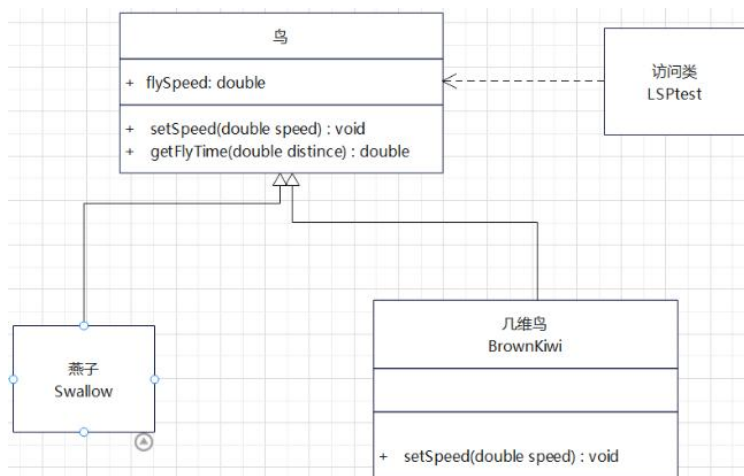 鸟
+ flySpeed: double
+ setSpeed(double speed) : void
+ getFlyTime(double distince) : double
访问类
LSPtest
燕子
Swallow
几维鸟
BrownKiwi
+ setSpeed(double speed) : void